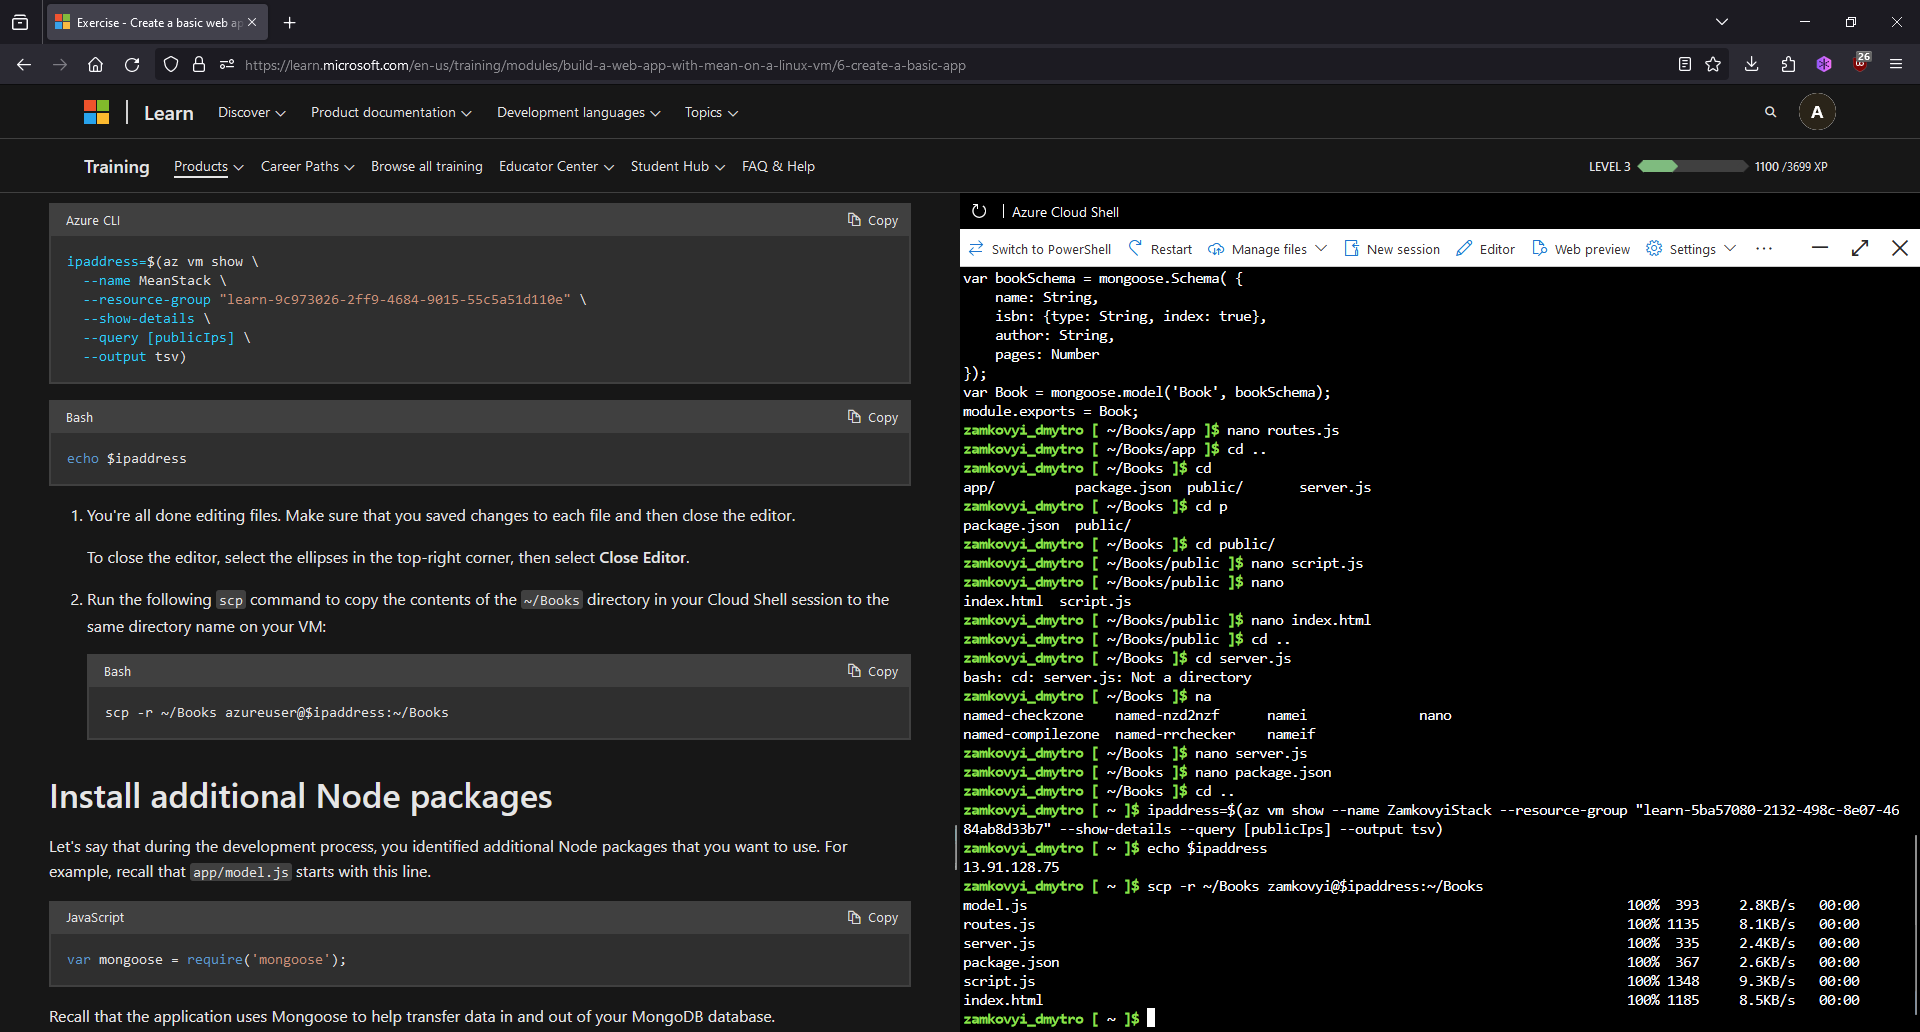 Exercise - Create a basic web ap
https://learn.microsoft.com/en-us/training/modules/build-a-web-app-with-mean-on-a-linux-vm/6-create-a-basic-app
26
Learn
Discover
Product documentation
Development languages
Topics
A
Training
Products
Career Paths
Browse all training
Educator Center
Student Hub
FAQ & Help
LEVEL 3
1100 /3699 XP
Azure CLI
Copy
ipaddress=$(az vm show \
--name MeanStack \
--resource-group "learn-9c973026-2ff9-4684-9015-55c5a51d110e" \
--show-details \
--query [publicIps] \
--output tsv)
Bash
Copy
echo $ipaddress
1. You're all done editing files. Make sure that you saved changes to each file and then close the editor.
To close the editor, select the ellipses in the top-right corner, then select Close Editor.
2. Run the following scp command to copy the contents of the ~/Books directory in your Cloud Shell session to the
same directory name on your VM:
Bash
Copy
scp -r ~/Books azureuser@$ipaddress:~/Books
Install additional Node packages
Let's say that during the development process, you identified additional Node packages that you want to use. For
example, recall that app/model.js starts with this line.
JavaScript
Copy
var mongoose = require('mongoose');
Recall that the application uses Mongoose to help transfer data in and out of your MongoDB database.
Azure Cloud Shell
Switch to PowerShell
Restart
Manage files
New session
Editor
Web preview
Settings
var bookSchema = mongoose.Schema( {
name: String,
isbn: {type: String, index: true},
author: String,
pages: Number
});
var Book = mongoose.model('Book', bookSchema);
module.exports = Book;
zamkovyi_dmytro [ ~/Books/app ]$ nano routes.js
zamkovyi_dmytro [ ~/Books/app ]$ cd ..
zamkovyi_dmytro [ ~/Books ]$ cd
app/ package.json public/ server.js
zamkovyi_dmytro [ ~/Books ]$ cd p
package.json public/
zamkovyi_dmytro [ ~/Books ]$ cd public/
zamkovyi_dmytro [ ~/Books/public ]$ nano script.js
zamkovyi_dmytro [ ~/Books/public ]$ nano
index.html script.js
zamkovyi_dmytro [ ~/Books/public ]$ nano index.html
zamkovyi_dmytro [ ~/Books/public ]$ cd ..
zamkovyi_dmytro [ ~/Books ]$ cd server.js
bash: cd: server.js: Not a directory
zamkovyi_dmytro [ ~/Books ]$ na
named-checkzone named-nzd2nzf namei nano
named-compilezone named-rrchecker nameif
zamkovyi_dmytro [ ~/Books ]$ nano server.js
zamkovyi_dmytro [ ~/Books ]$ nano package.json
zamkovyi_dmytro [ ~/Books ]$ cd ..
zamkovyi_dmytro [ ~ ]$ ipaddress=$(az vm show --name ZamkovyiStack --resource-group "learn-5ba57080-2132-498c-8e07-46
84ab8d33b7" --show-details --query [publicIps] --output tsv)
zamkovyi_dmytro [ ~ ]$ echo $ipaddress
13.91.128.75
zamkovyi_dmytro [ ~ ]$ scp -r ~/Books zamkovyi@$ipaddress:~/Books
model.js 100% 393 2.8KB/s 00:00
routes.js 100% 1135 8.1KB/s 00:00
server.js 100% 335 2.4KB/s 00:00
package.json 100% 367 2.6KB/s 00:00
script.js 100% 1348 9.3KB/s 00:00
index.html 100% 1185 8.5KB/s 00:00
zamkovyi_dmytro [ ~ ]$